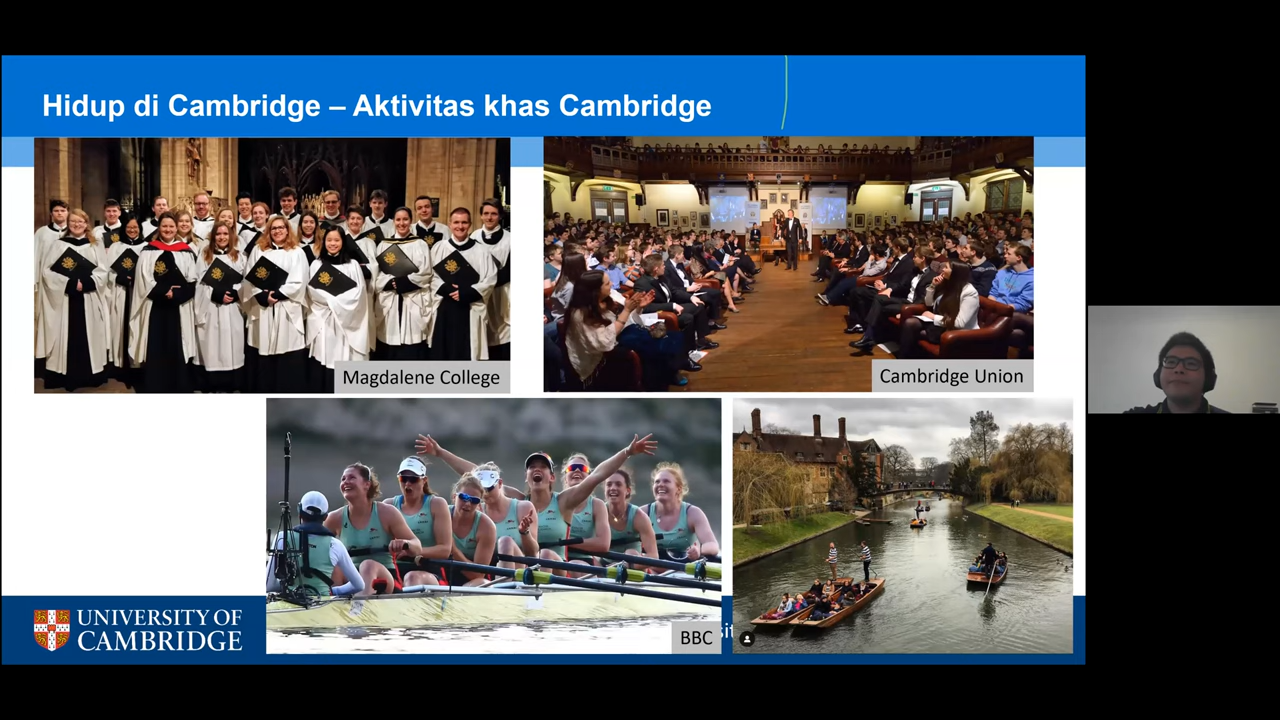 Hidup di Cambridge – Aktivitas khas Cambridge
Magdalene College
Cambridge Union
BBC
UNIVERSITY OF
CAMBRIDGE